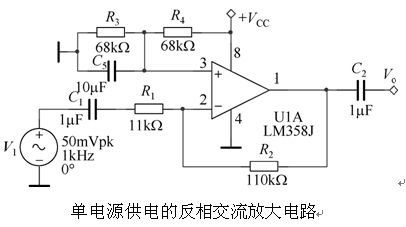 R3
R4
+VCC
68kΩ
68kΩ
8
C5
3
+
10μF
C1
R1
2
−
1
C2
Vo
1μF
11kΩ
4
U1A
LM358J
1μF
V1
50mVpk
1kHz
0°
R2
110kΩ
单电源供电的反相交流放大电路